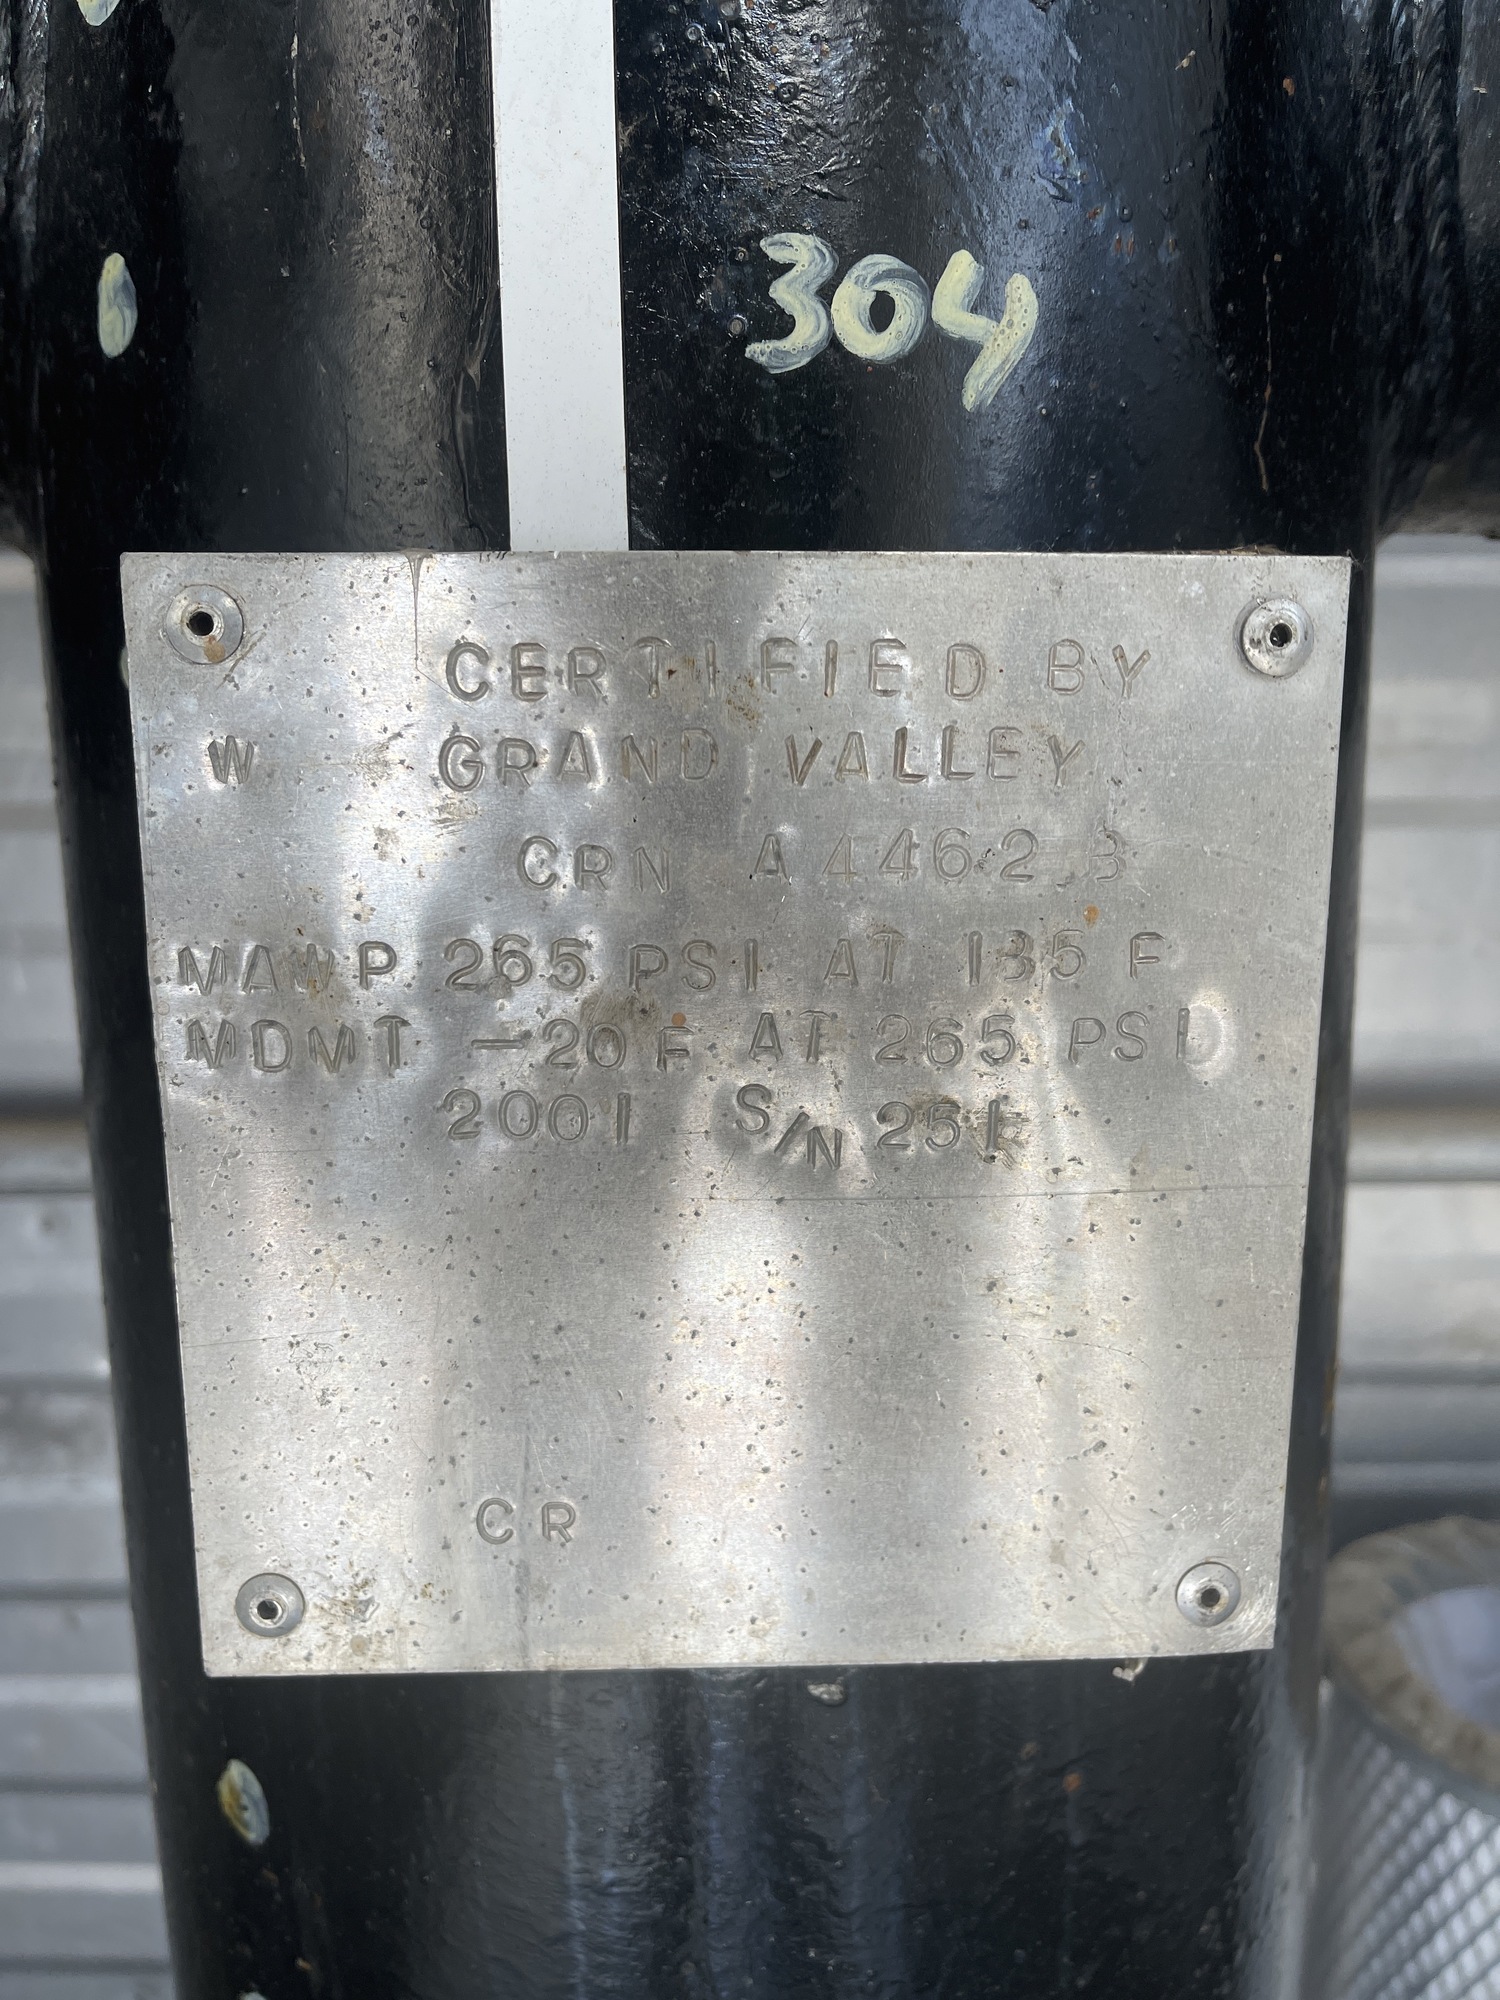 304
CERTIFIED BY
W GRAND VALLEY
CRN A4462.3
MAWP 265 PSI AT 135 F
MDMT -20F AT 265 PSI
2001 S/N 251
CR